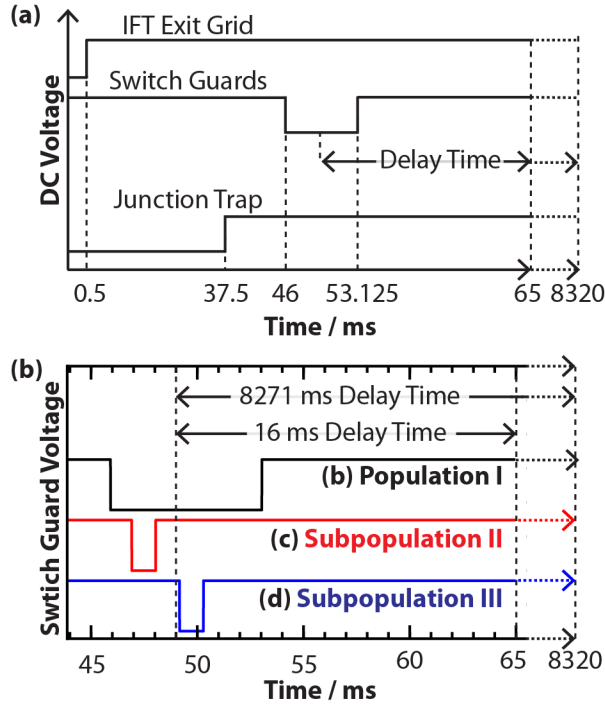 (a)
IFT Exit Grid
Switch Guards
Delay Time
Junction Trap
DC Voltage
0.5 37.5 46 53.125 65 8320
Time / ms
(b)
8271 ms Delay Time
16 ms Delay Time
(b) Population I
(c) Subpopulation II
(d) Subpopulation III
Swtich Guard Voltage
45 50 55 60 65 8320
Time / ms